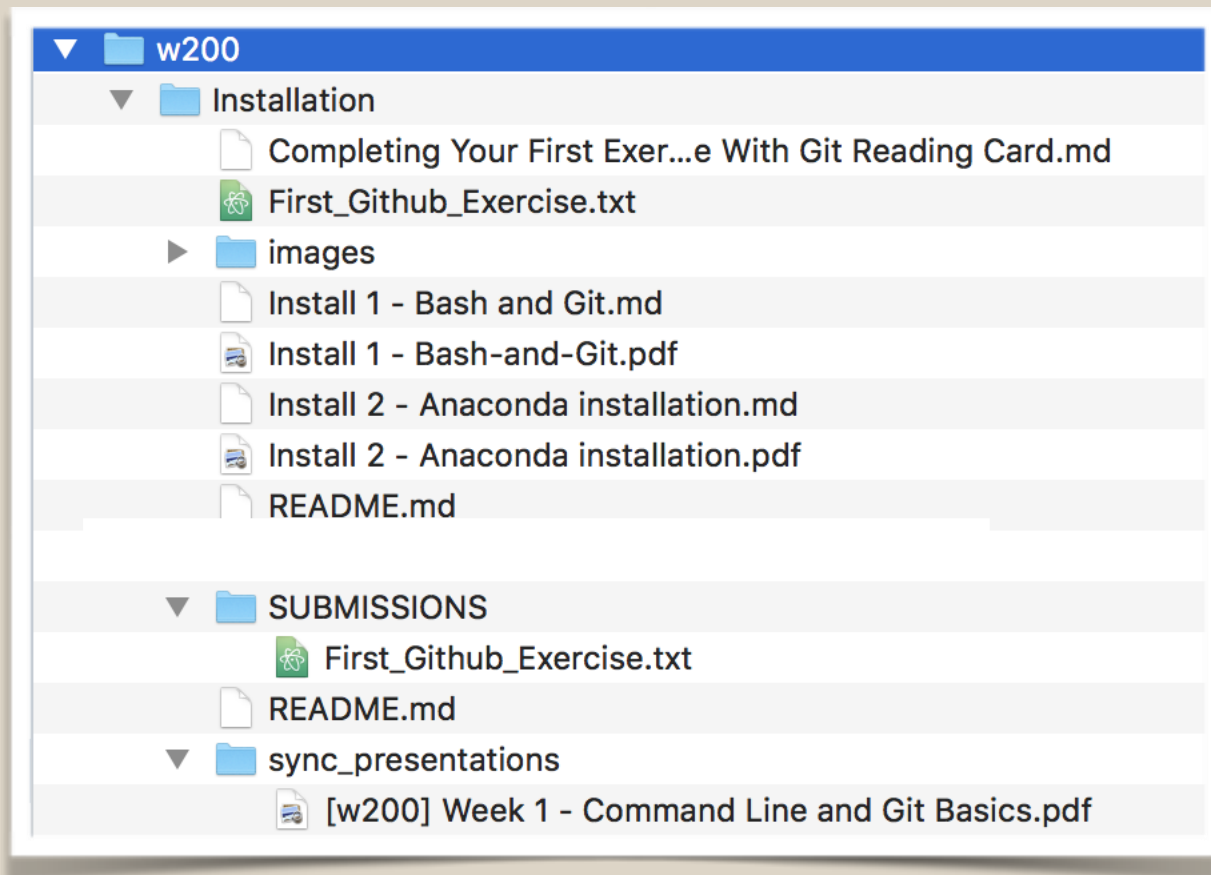 w200
Installation
Completing Your First Exer...e With Git Reading Card.md
First_Github_Exercise.txt
images
Install 1 - Bash and Git.md
Install 1 - Bash-and-Git.pdf
Install 2 - Anaconda installation.md
Install 2 - Anaconda installation.pdf
README.md
SUBMISSIONS
First_Github_Exercise.txt
README.md
sync_presentations
[w200] Week 1 - Command Line and Git Basics.pdf